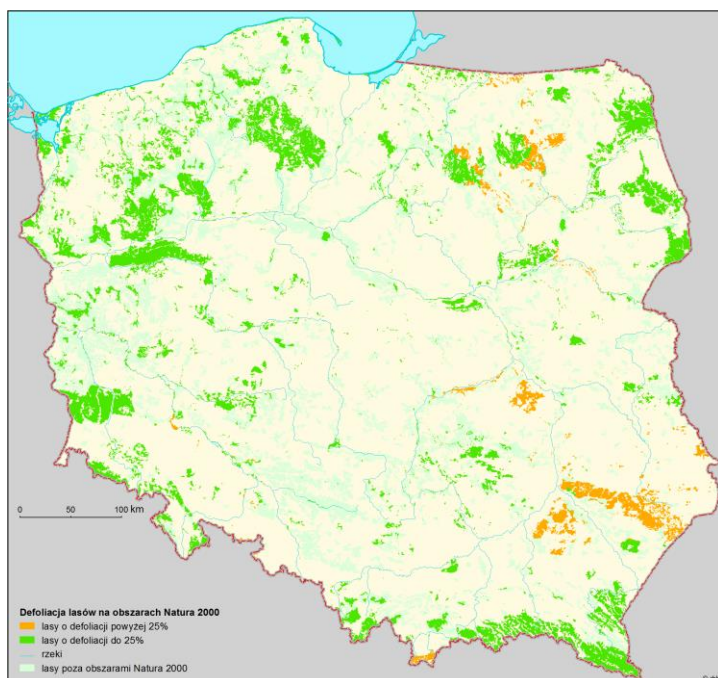 0 50 100 km
Defoliacja lasów na obszarach Natura 2000
lasy o defoliacji powyżej 25%
lasy o defoliacji do 25%
rzeki
lasy poza obszarami Natura 2000